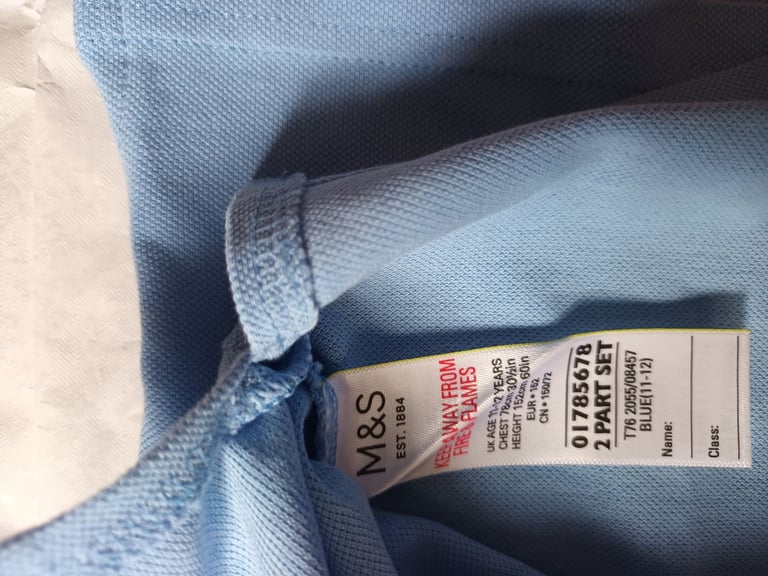 M&S
EST. 1884
KEEP AWAY FROM
FIRE & FLAMES
UK AGE 11-12 YEARS
CHEST 78cm 30½in
HEIGHT 152cm 60in
EUR • 152
CN • 150/72
01785678
2 PART SET
T76 2055/08457
BLUE(11-12)
Name:
Class: